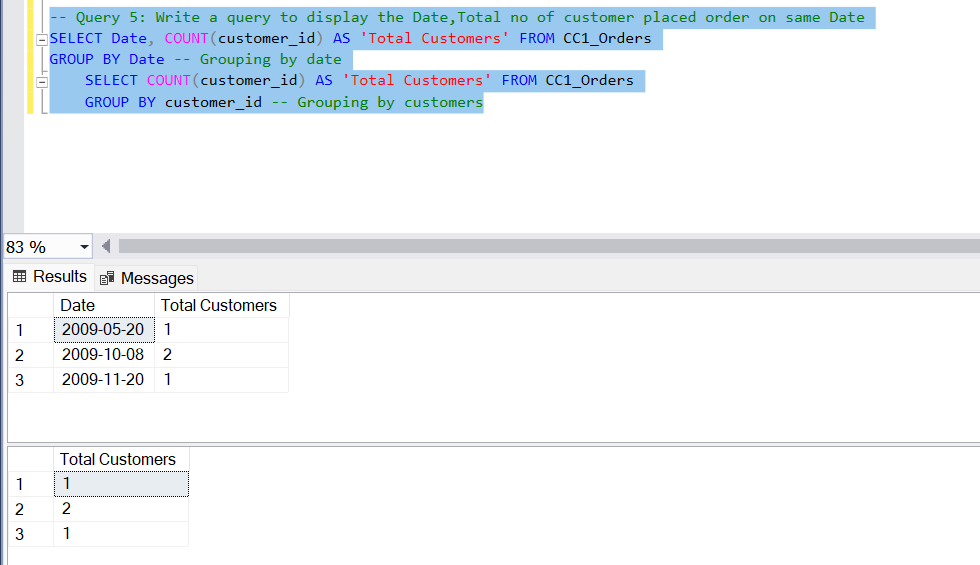 -- Query 5: Write a query to display the Date,Total no of customer placed order on same Date
SELECT Date, COUNT(customer_id) AS 'Total Customers' FROM CC1_Orders
GROUP BY Date -- Grouping by date
SELECT COUNT(customer_id) AS 'Total Customers' FROM CC1_Orders
GROUP BY customer_id -- Grouping by customers
83 %
Results Messages
Date Total Customers
1 2009-05-20 1
2 2009-10-08 2
3 2009-11-20 1
Total Customers
1 1
2 2
3 1